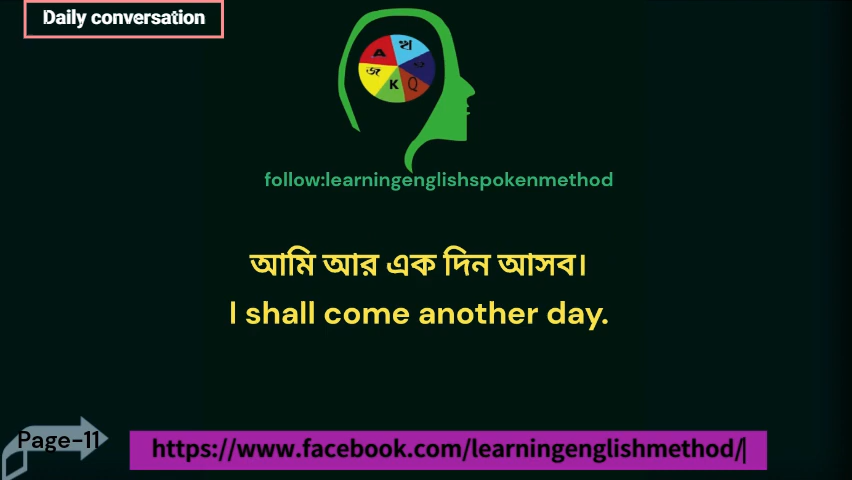 Daily conversation
A
খ
জ
K
Q
follow:learningenglishspokenmethod
আমি আর এক দিন আসব।
I shall come another day.
Page-11
https://www.facebook.com/learningenglishmethod/